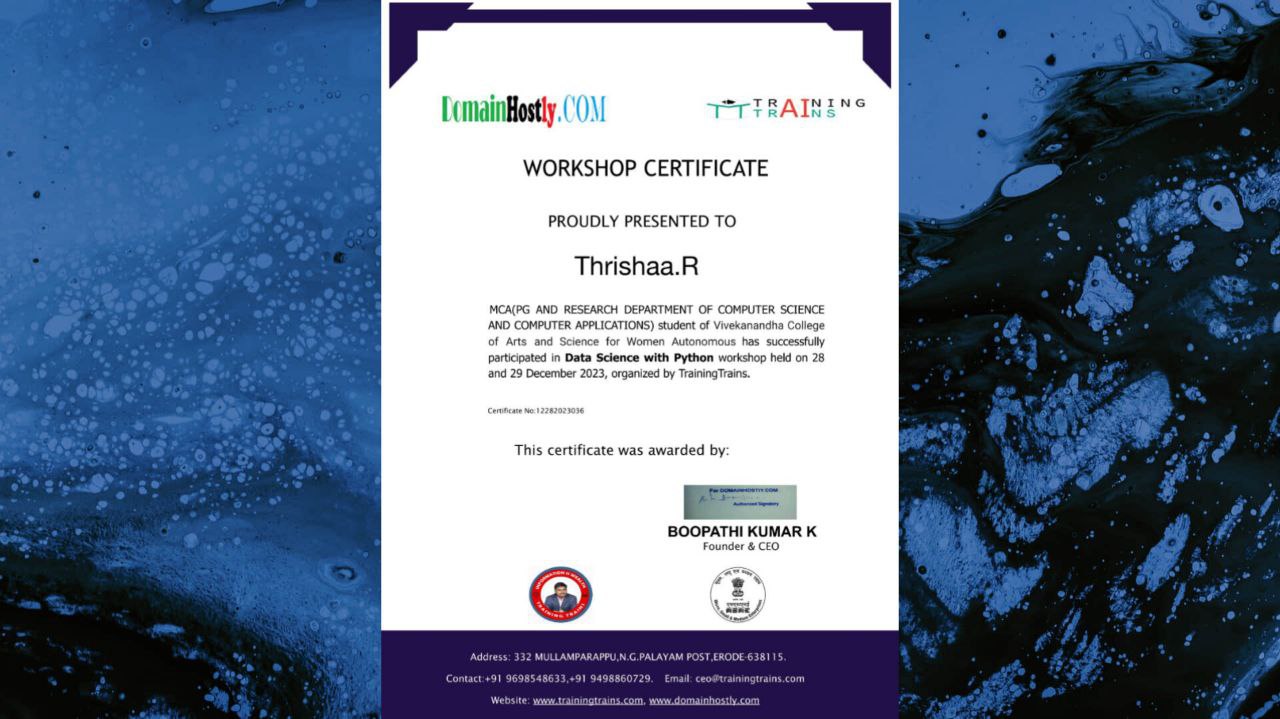 DomainHostly.COM
TRAINING
TRAINS
WORKSHOP CERTIFICATE
PROUDLY PRESENTED TO
Thrishaa.R
MCA(PG AND RESEARCH DEPARTMENT OF COMPUTER SCIENCE
AND COMPUTER APPLICATIONS) student of Vivekanandha College
of Arts and Science for Women Autonomous has successfully
participated in Data Science with Python workshop held on 28
and 29 December 2023, organized by TrainingTrains.
Certificate No:12282023036
This certificate was awarded by:
For DOMAINHOSTLY.COM
Authorized Signatory
BOOPATHI KUMAR K
Founder & CEO
INFORMATION IS WEALTH
TRAINING TRAINS
Address: 332 MULLAMPARAPPU,N.G.PALAYAM POST,ERODE-638115.
Contact:+91 9698548633,+91 9498860729. Email: ceo@trainingtrains.com
Website: www.trainingtrains.com, www.domainhostly.com